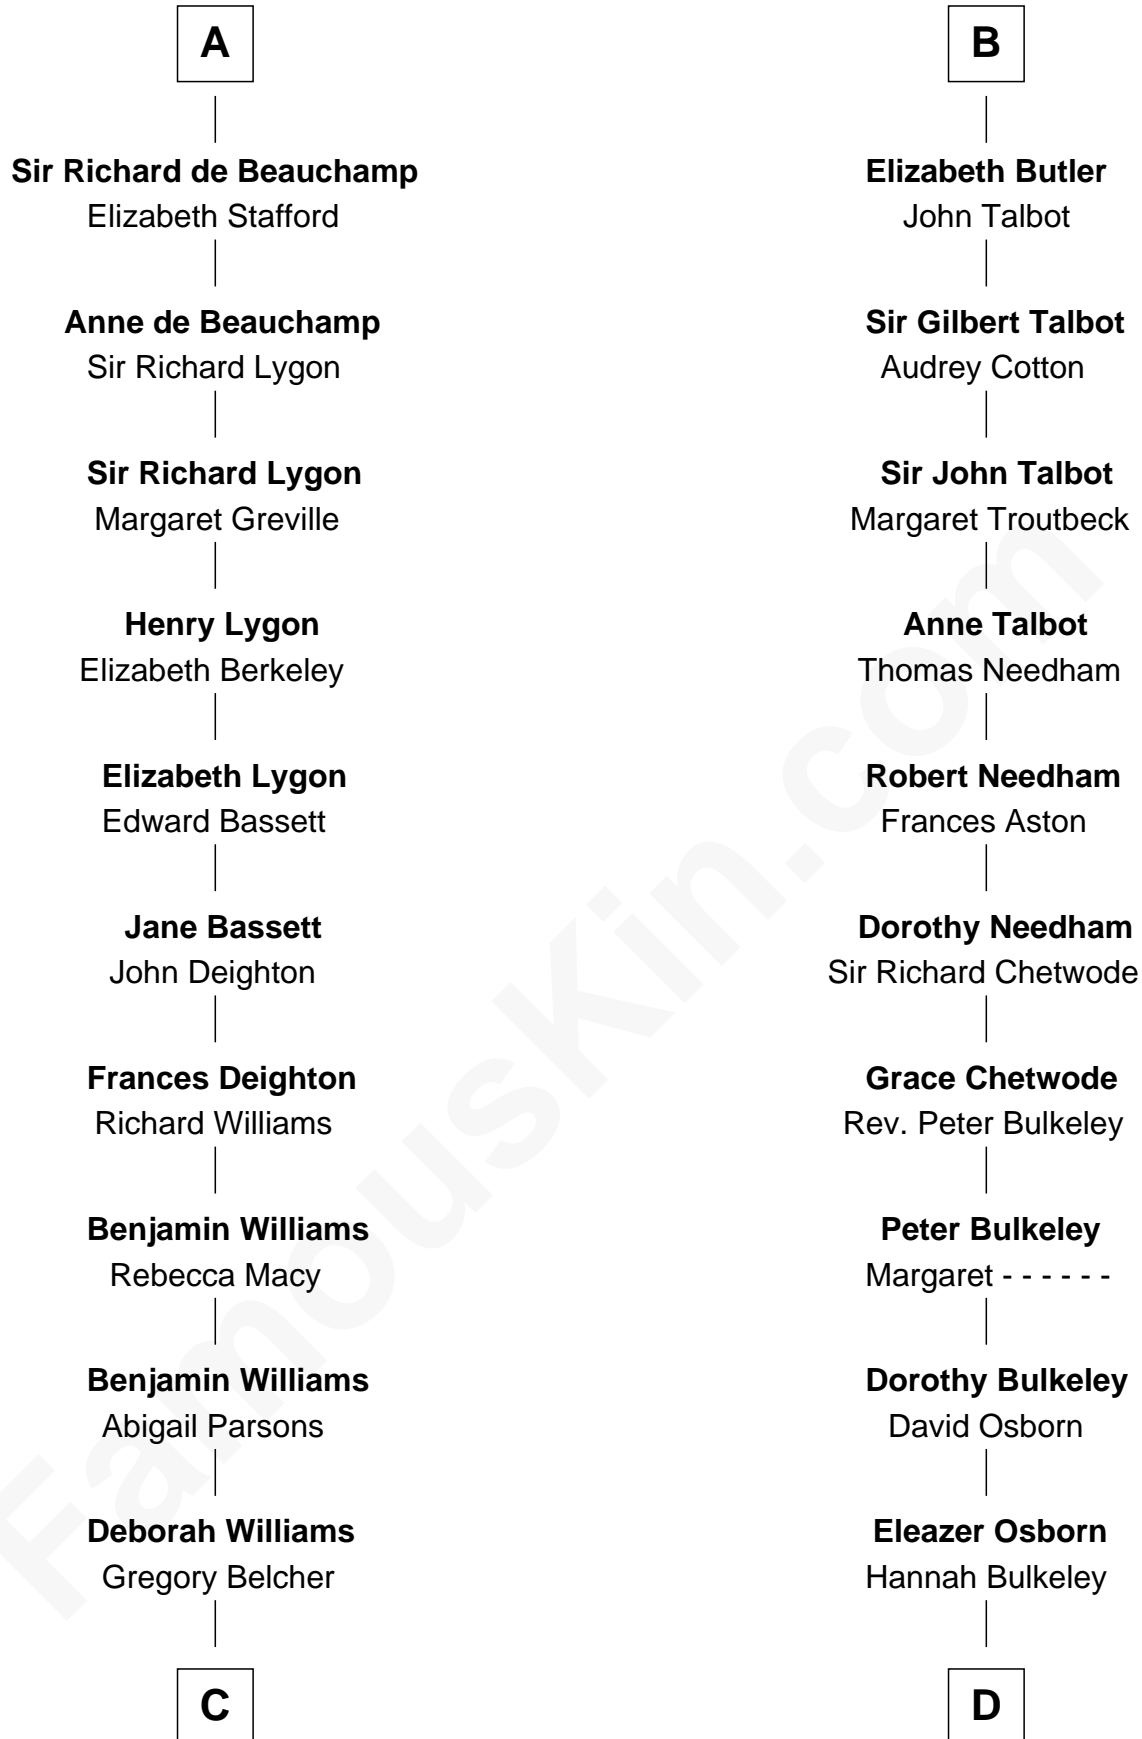 A
Sir Richard de Beauchamp
Elizabeth Stafford
Anne de Beauchamp
Sir Richard Lygon
Sir Richard Lygon
Margaret Greville
Henry Lygon
Elizabeth Berkeley
Elizabeth Lygon
Edward Bassett
Jane Bassett
John Deighton
Frances Deighton
Richard Williams
Benjamin Williams
Rebecca Macy
Benjamin Williams
Abigail Parsons
Deborah Williams
Gregory Belcher
C
B
Elizabeth Butler
John Talbot
Sir Gilbert Talbot
Audrey Cotton
Sir John Talbot
Margaret Troutbeck
Anne Talbot
Thomas Needham
Robert Needham
Frances Aston
Dorothy Needham
Sir Richard Chetwode
Grace Chetwode
Rev. Peter Bulkeley
Peter Bulkeley
Margaret - - - - - -
Dorothy Bulkeley
David Osborn
Eleazer Osborn
Hannah Bulkeley
D
FamousKin.com